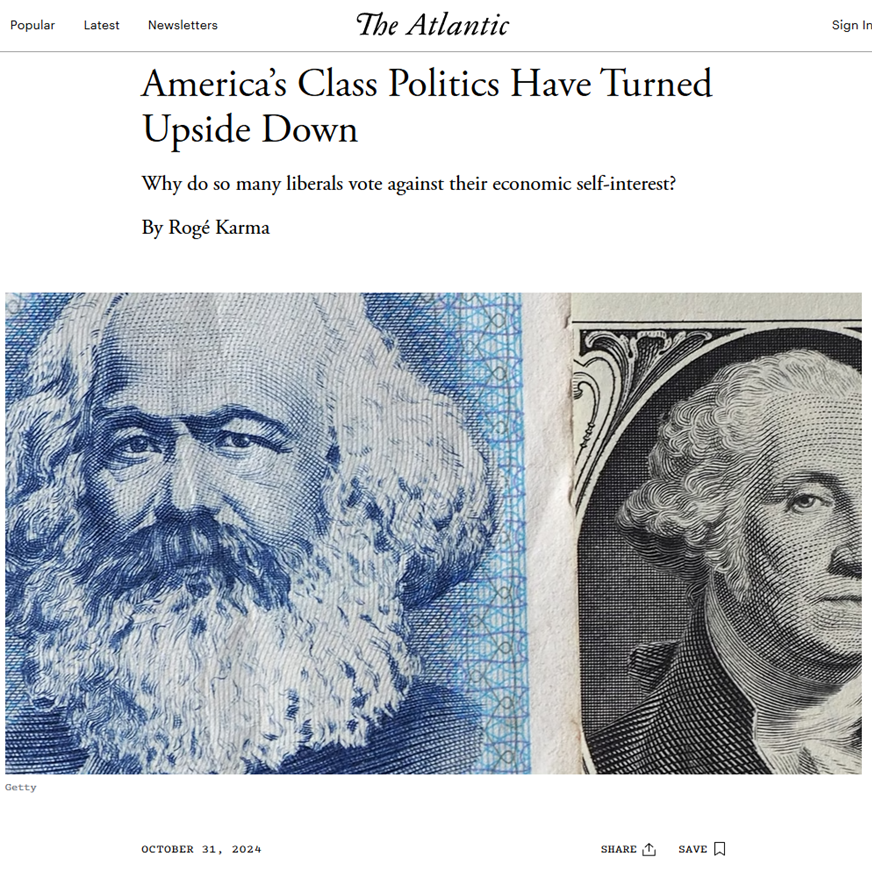 Popular Latest Newsletters The Atlantic Sign In
America’s Class Politics Have Turned
Upside Down
Why do so many liberals vote against their economic self-interest?
By Rogé Karma
Getty
OCTOBER 31, 2024 SHARE SAVE